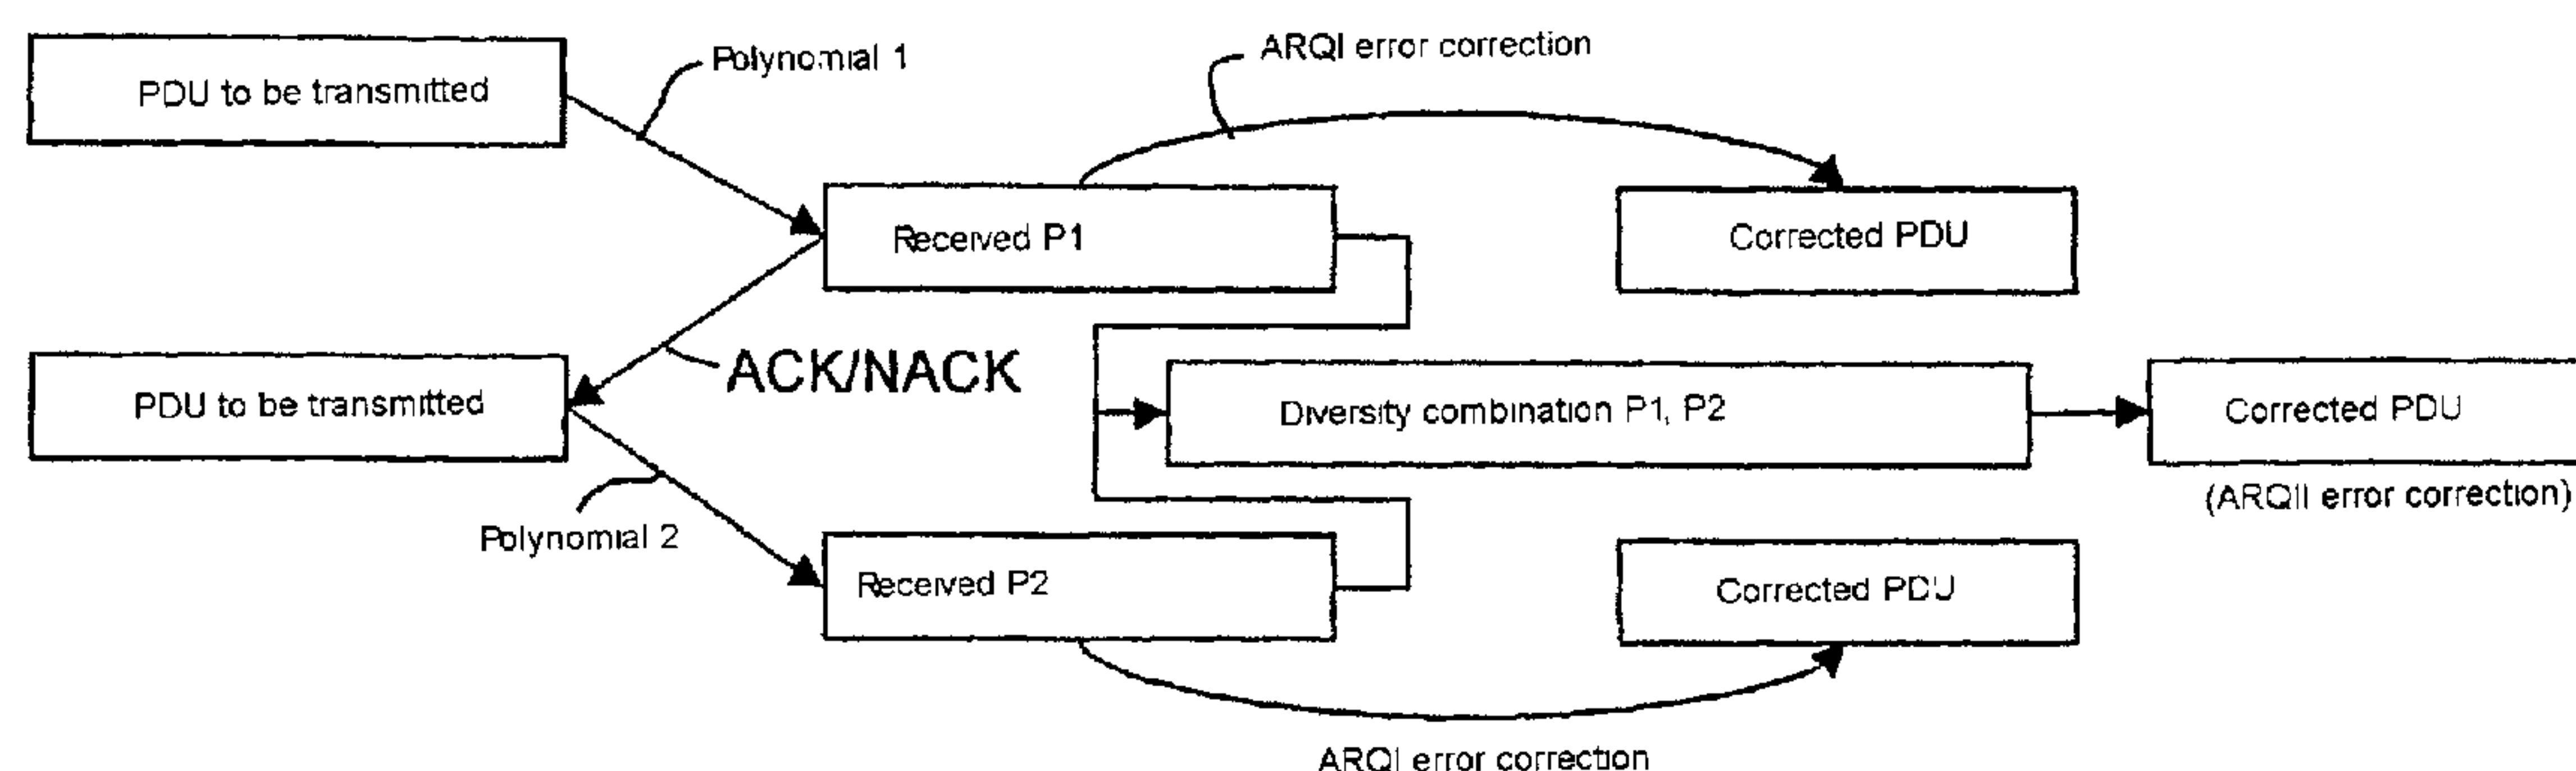 Polynomial 1
ARQI error correction
PDU to be transmitted
Received P1
Corrected PDU
ACK/NACK
PDU to be transmitted
Diversity combination P1, P2
Corrected PDU
(ARQII error correction)
Polynomial 2
Received P2
Corrected PDU
ARQI error correction